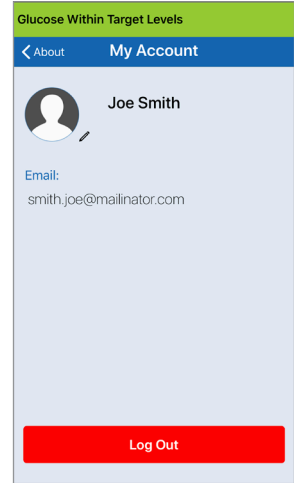 Glucose Within Target Levels
About My Account
Joe Smith
Email:
smith.joe@mailinator.com
Log Out